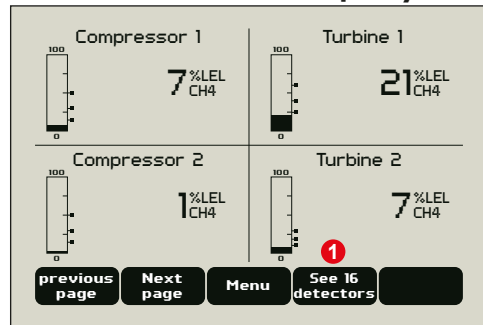 Compressor 1
100
7 %LEL
CH4
0
Turbine 1
100
21 %LEL
CH4
0
Compressor 2
100
1 %LEL
CH4
0
Turbine 2
100
7 %LEL
CH4
0
1
previous
page
Next
page
Menu
See 16
detectors